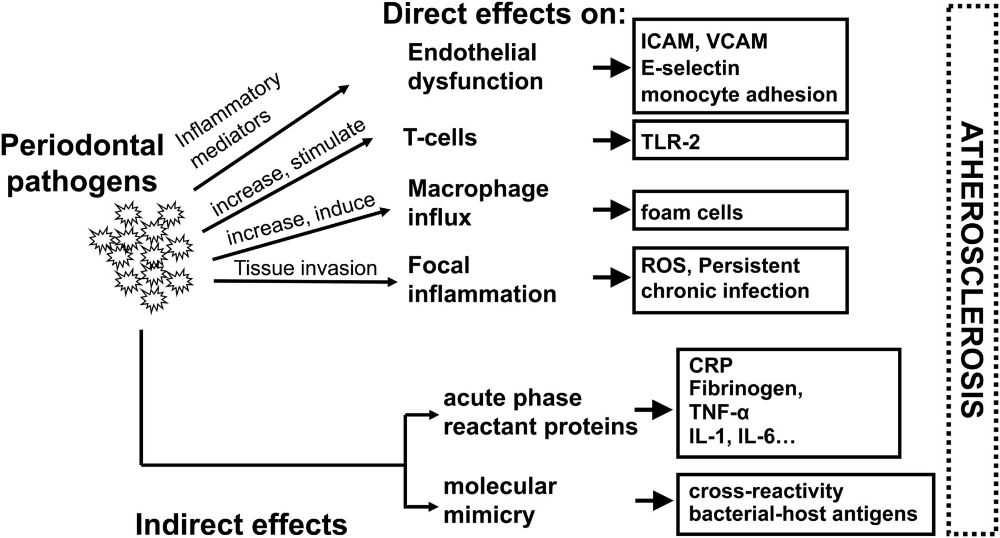 Direct effects on:
Periodontal
pathogens
Inflammatory
mediators
Endothelial
dysfunction
ICAM, VCAM
E-selectin
monocyte adhesion
increase, stimulate
T-cells
TLR-2
increase, induce
Macrophage
influx
foam cells
Tissue invasion
Focal
inflammation
ROS, Persistent
chronic infection
Indirect effects
acute phase
reactant proteins
CRP
Fibrinogen,
TNF-α
IL-1, IL-6…
molecular
mimicry
cross-reactivity
bacterial-host antigens
ATHEROSCLEROSIS